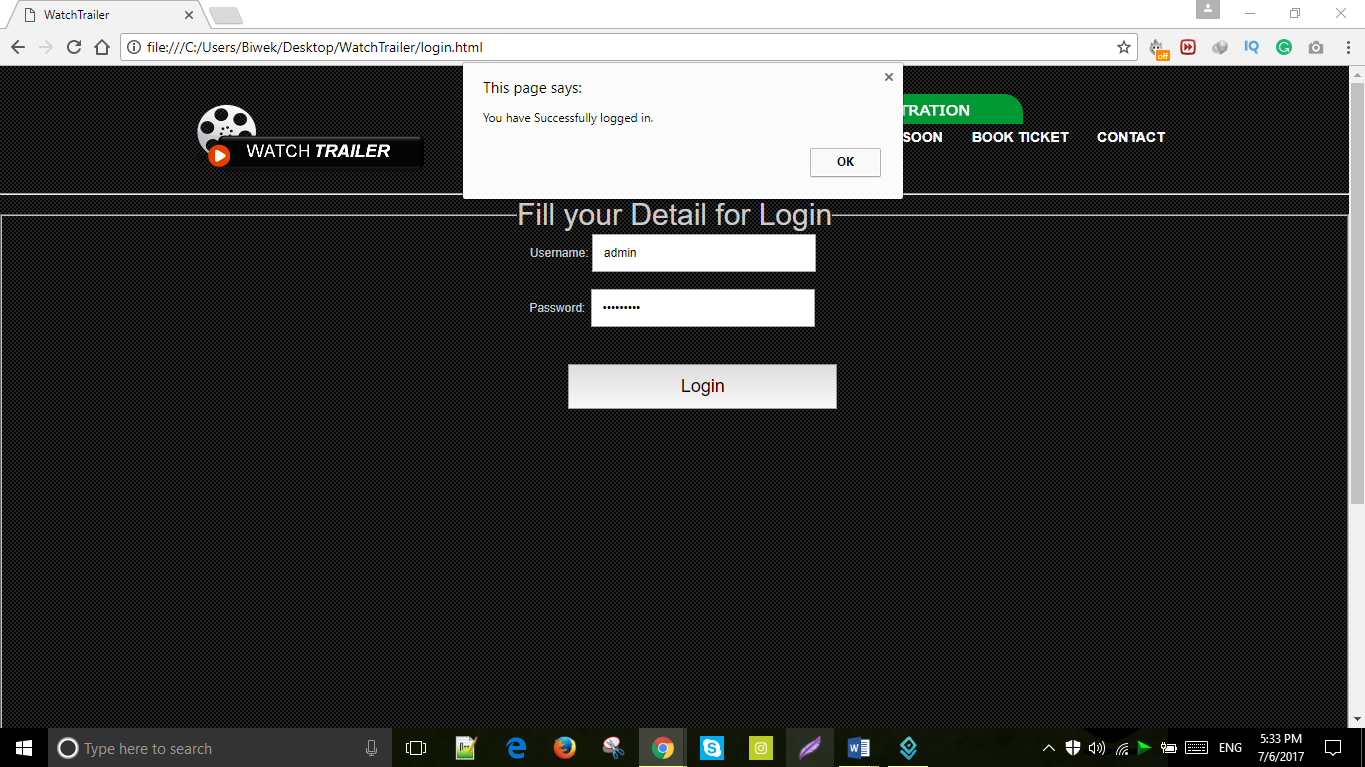 WatchTrailer
file:///C:/Users/Biwek/Desktop/WatchTrailer/login.html
off
IQ
This page says:
You have Successfully logged in.
OK
WATCH TRAILER
TRATION
SOON BOOK TICKET CONTACT
Fill your Detail for Login
Username: admin
Password: •••••••••
Login
Type here to search
ENG
5:33 PM
7/6/2017